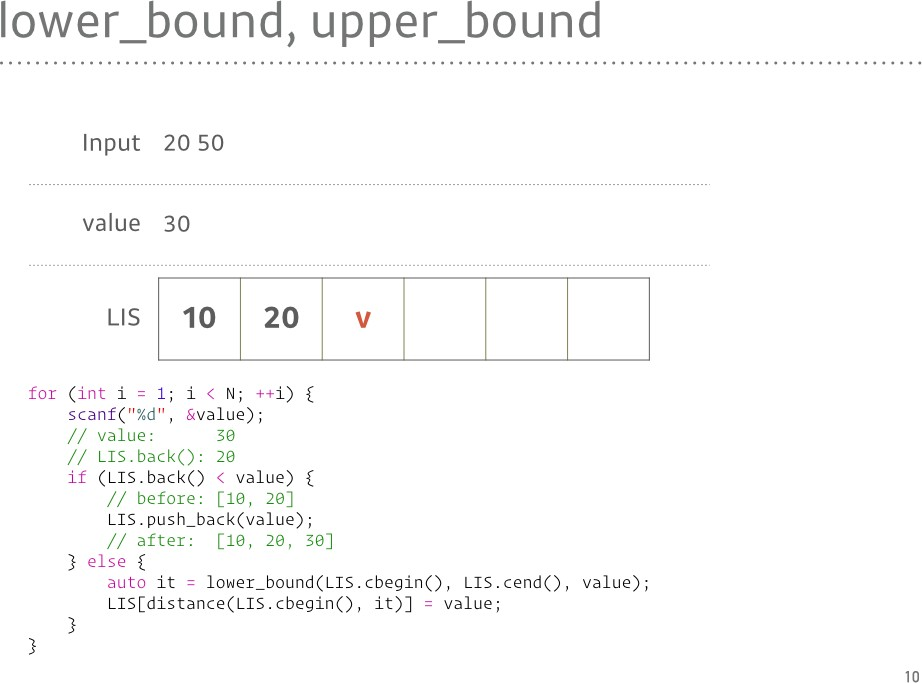 lower_bound, upper_bound
Input 20 50
value 30
LIS 10 20 v
for (int i = 1; i < N; ++i) {
    scanf("%d", &value);
    // value:      30
    // LIS.back(): 20
    if (LIS.back() < value) {
        // before: [10, 20]
        LIS.push_back(value);
        // after:  [10, 20, 30]
    } else {
        auto it = lower_bound(LIS.cbegin(), LIS.cend(), value);
        LIS[distance(LIS.cbegin(), it)] = value;
    }
}
10